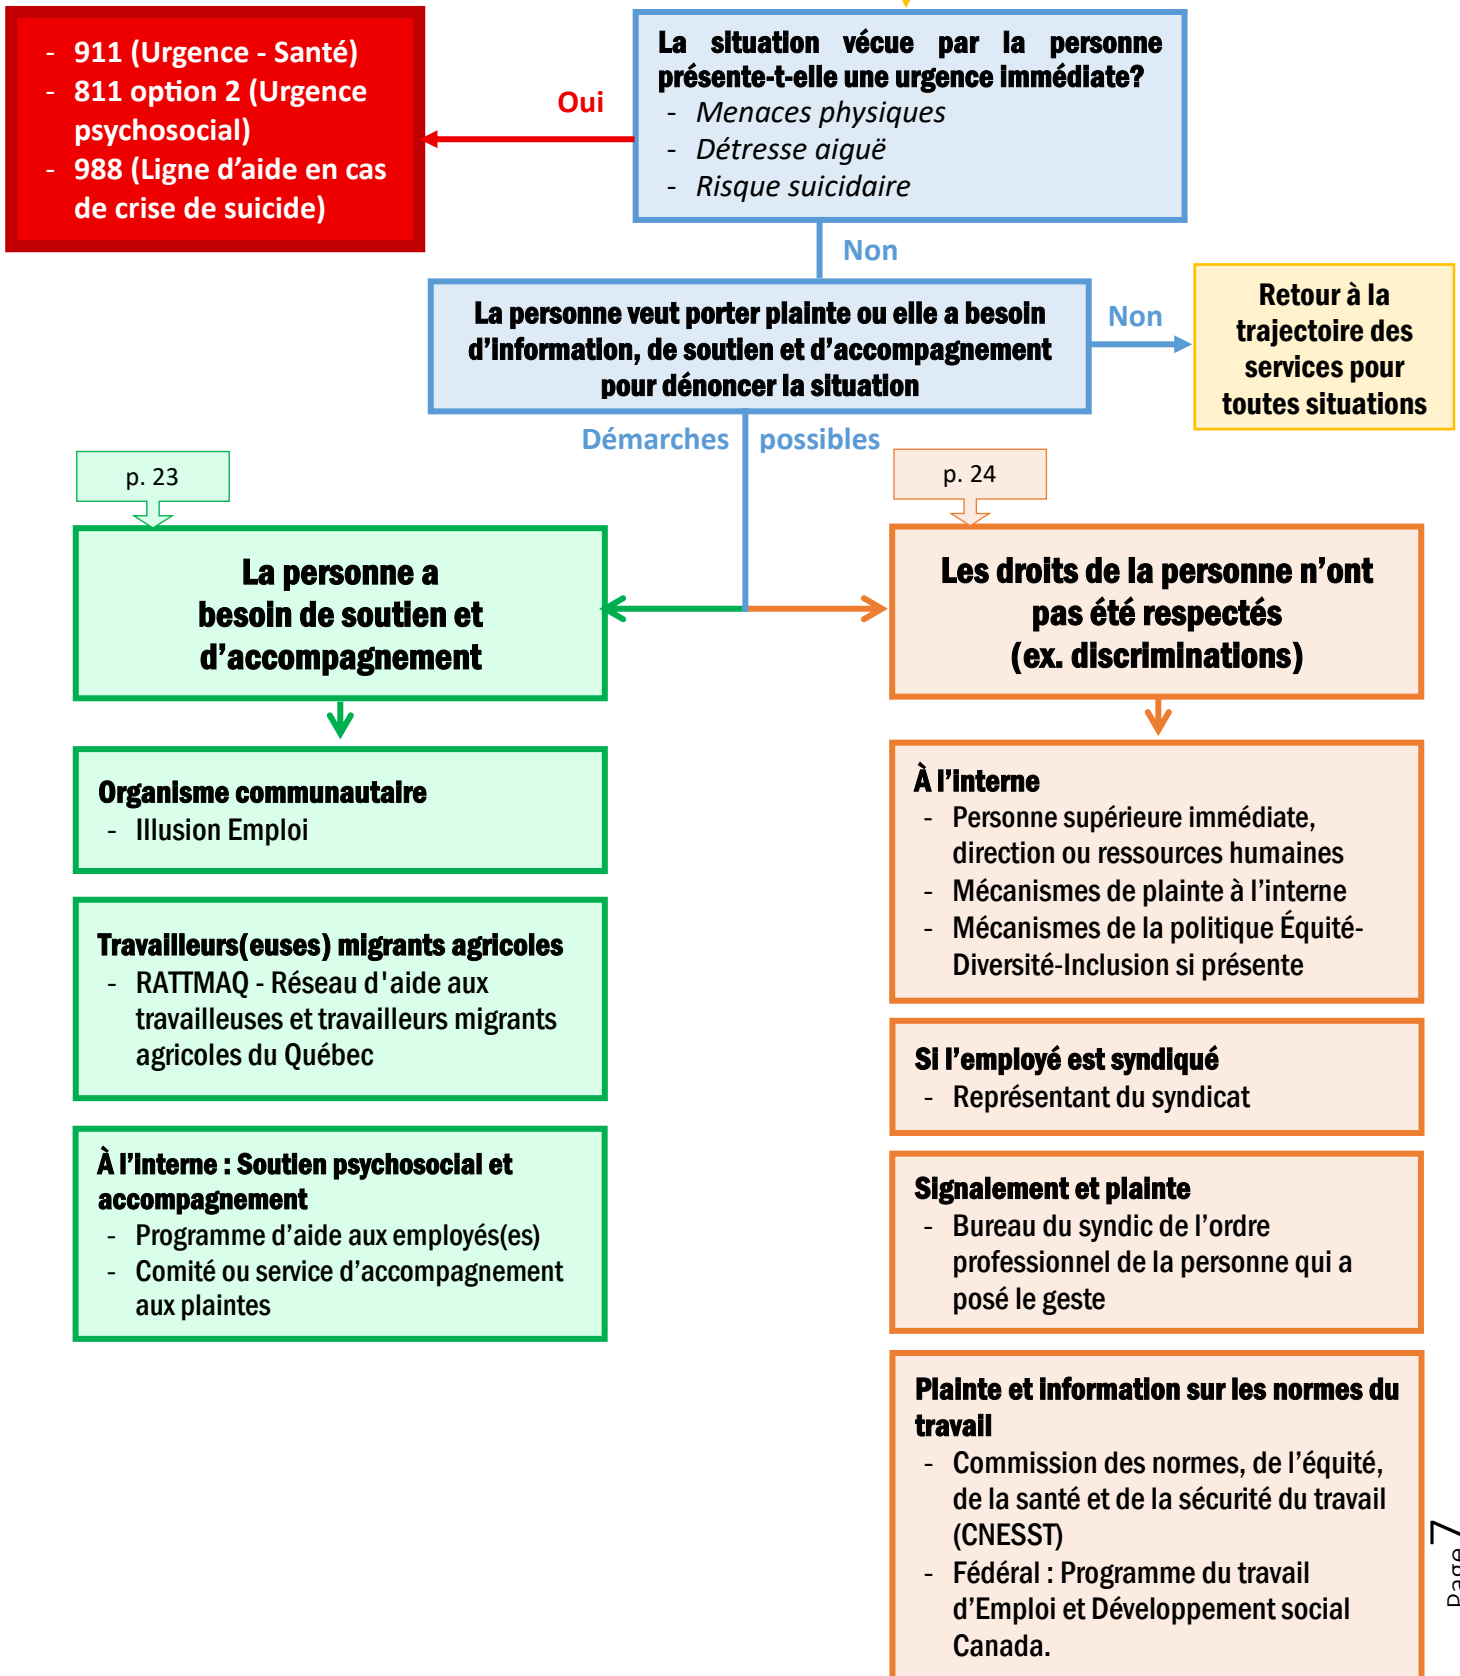 - 911 (Urgence - Santé)
- 811 option 2 (Urgence
psychosocial)
- 988 (Ligne d’aide en cas
de crise de suicide)
Oui
La situation vécue par la personne
présente-t-elle une urgence immédiate?
- Menaces physiques
- Détresse aiguë
- Risque suicidaire
Non
La personne veut porter plainte ou elle a besoin
d’information, de soutien et d’accompagnement
pour dénoncer la situation
Non
Retour à la
trajectoire des
services pour
toutes situations
Démarches possibles
p. 23
La personne a
besoin de soutien et
d’accompagnement
Organisme communautaire
- Illusion Emploi
Travailleurs(euses) migrants agricoles
- RATTMAQ - Réseau d'aide aux
travailleuses et travailleurs migrants
agricoles du Québec
À l’interne : Soutien psychosocial et
accompagnement
- Programme d’aide aux employés(es)
- Comité ou service d’accompagnement
aux plaintes
p. 24
Les droits de la personne n’ont
pas été respectés
(ex. discriminations)
À l’interne
- Personne supérieure immédiate,
direction ou ressources humaines
- Mécanismes de plainte à l’interne
- Mécanismes de la politique Équité-
Diversité-Inclusion si présente
Si l’employé est syndiqué
- Représentant du syndicat
Signalement et plainte
- Bureau du syndic de l’ordre
professionnel de la personne qui a
posé le geste
Plainte et information sur les normes du
travail
- Commission des normes, de l’équité,
de la santé et de la sécurité du travail
(CNESST)
- Fédéral : Programme du travail
d’Emploi et Développement social
Canada.
Page 7